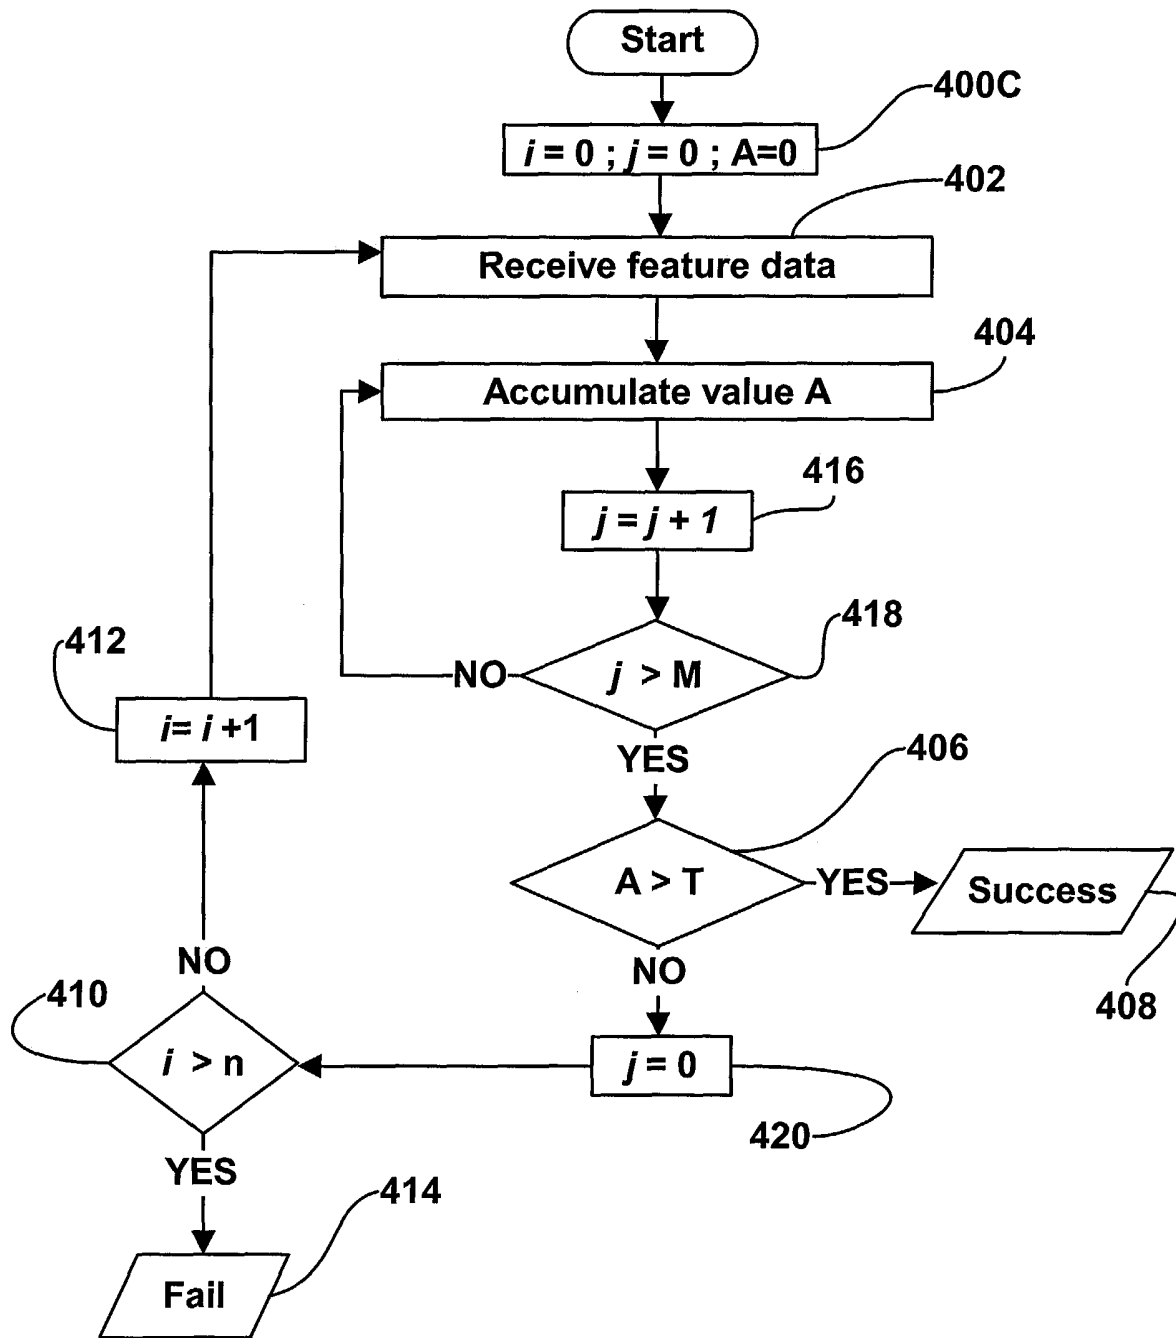 Start
400C
i = 0 ; j = 0 ; A=0
402
Receive feature data
404
Accumulate value A
416
j = j + 1
418
412
NO
j > M
i= i +1
YES
406
A > T
YES
Success
NO
NO
410
408
i > n
j = 0
420
YES
414
Fail